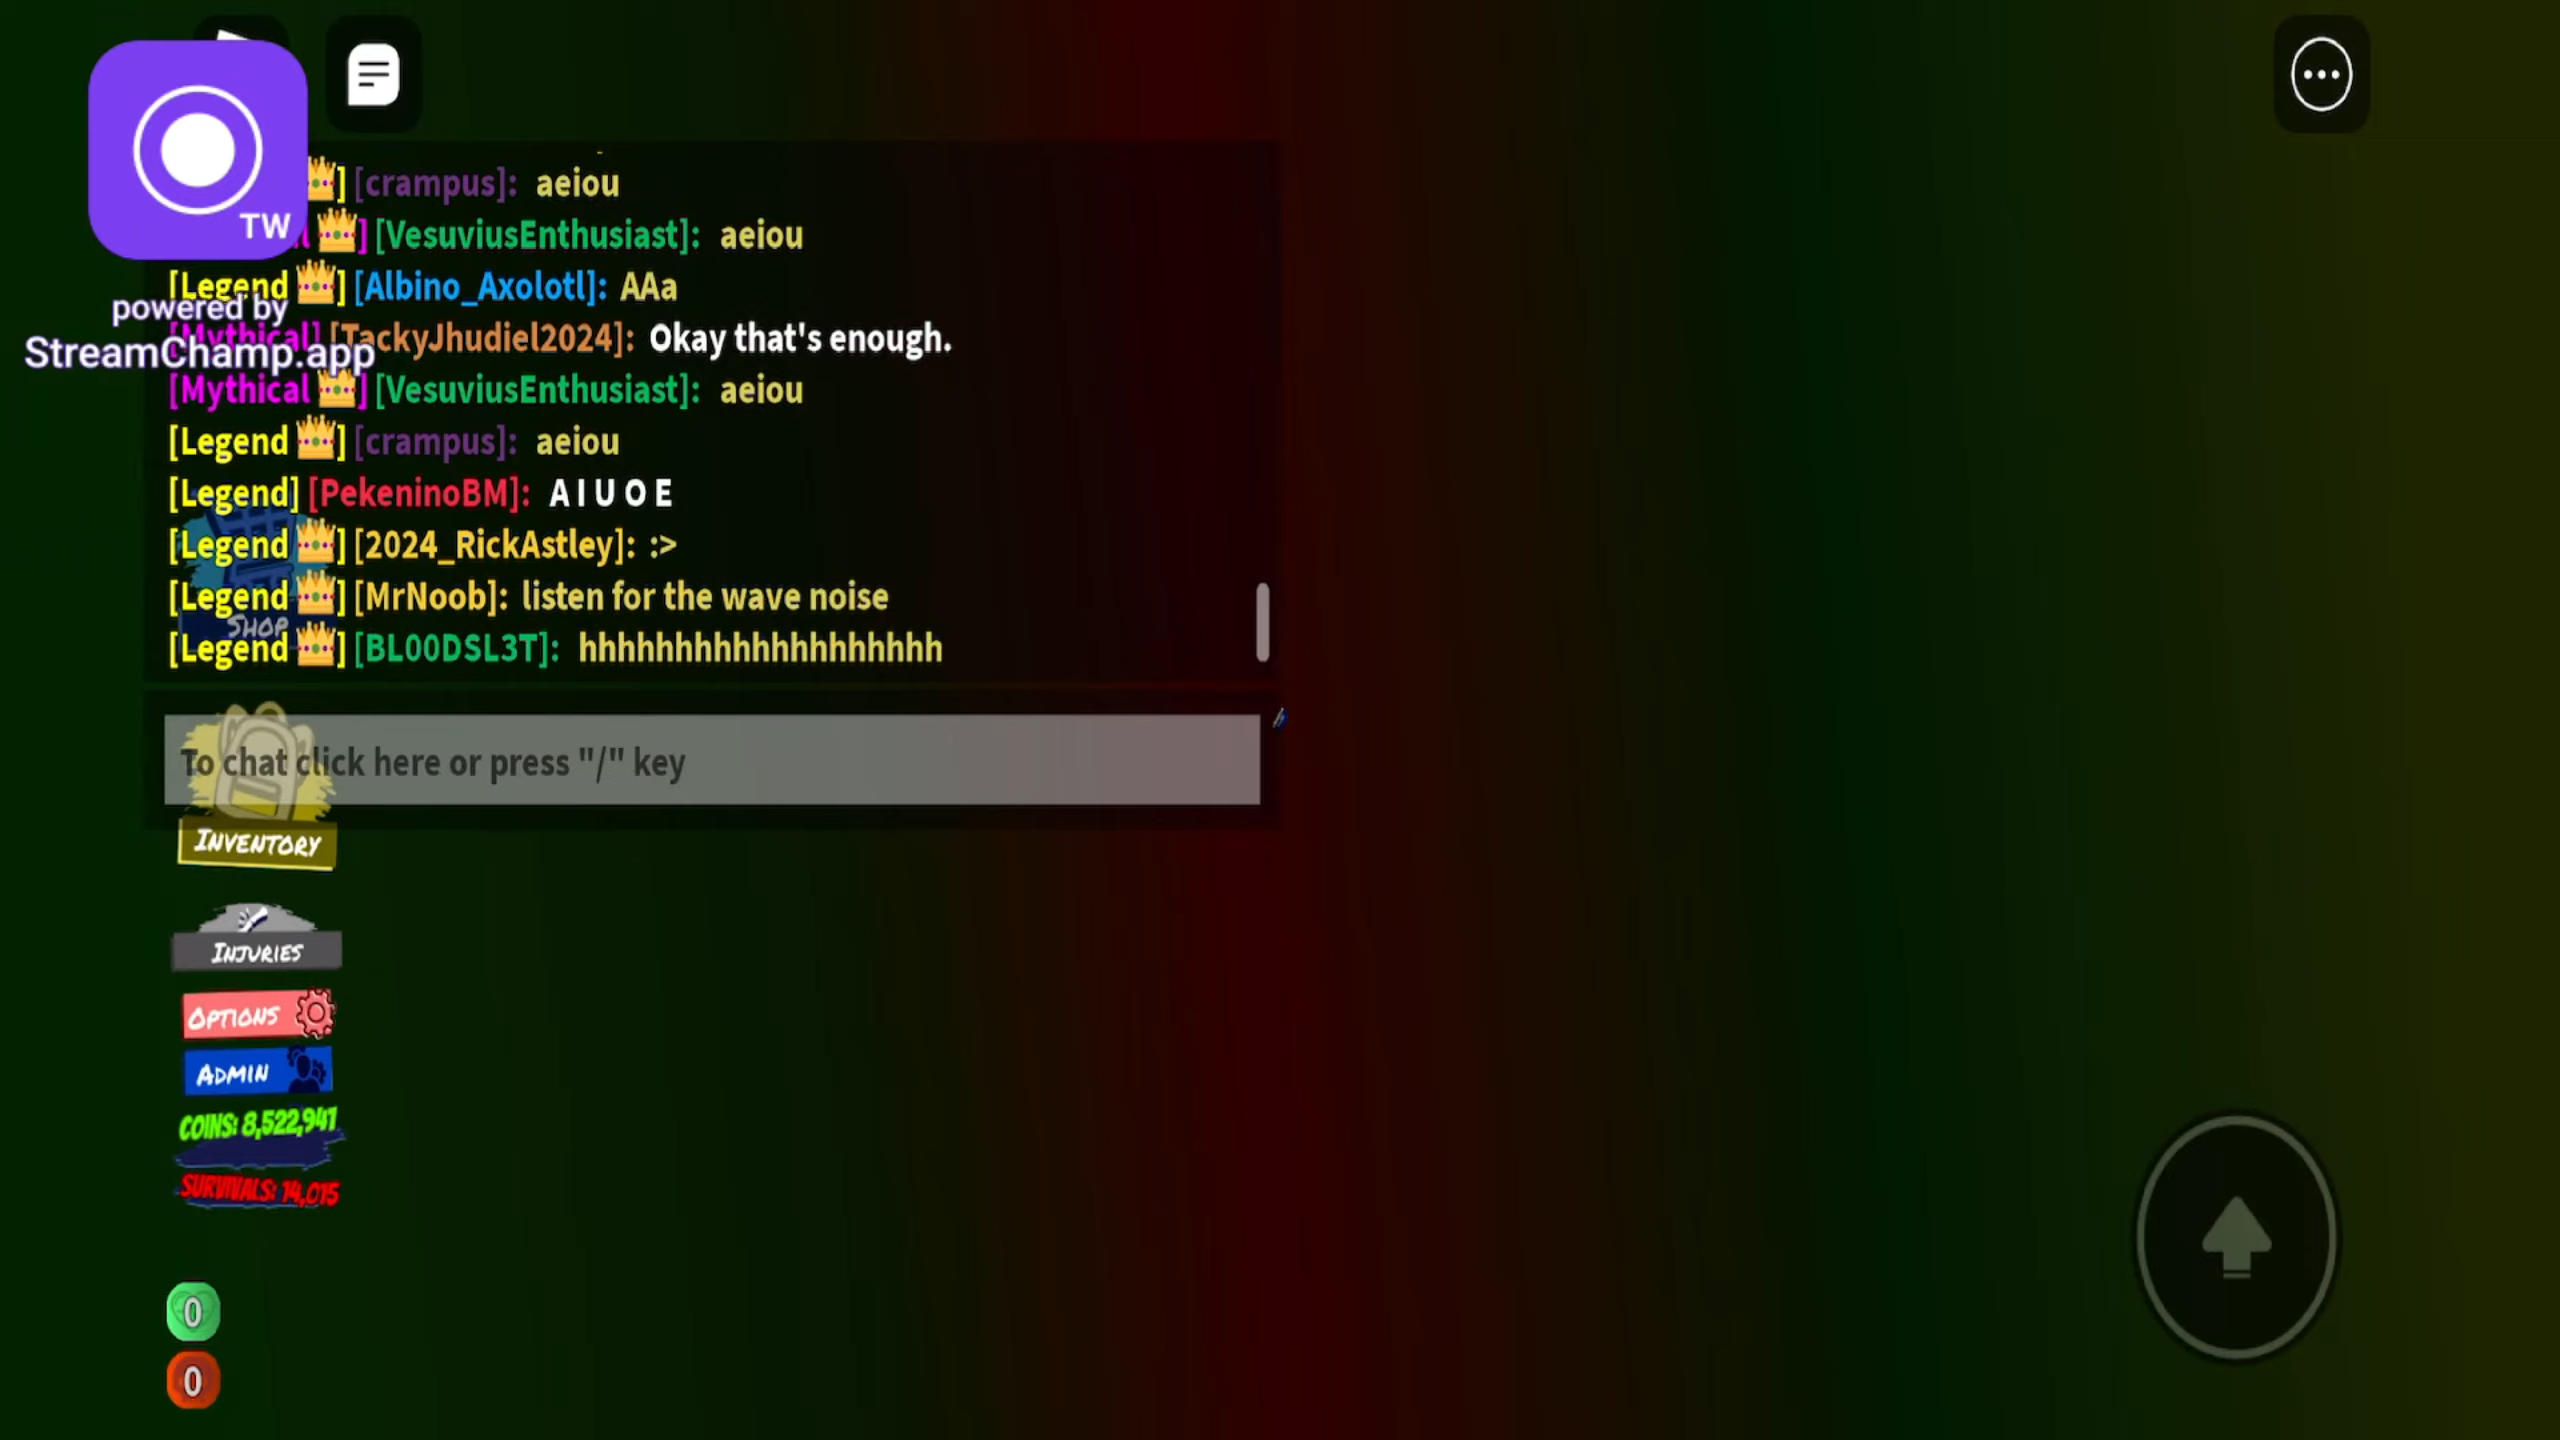 TW
powered by
StreamChamp.app
] [crampus]: aeiou
l ] [VesuviusEnthusiast]: aeiou
[Legend ] [Albino_Axolotl]: AAa
[Mythical] [TackyJhudiel2024]: Okay that's enough.
[Mythical ] [VesuviusEnthusiast]: aeiou
[Legend ] [crampus]: aeiou
[Legend] [PekeninoBM]: A I U O E
[Legend ] [2024_RickAstley]: :>
[Legend ] [MrNoob]: listen for the wave noise
SHOP
[Legend ] [BL00DSL3T]: hhhhhhhhhhhhhhhhhhh
To chat click here or press "/" key
INVENTORY
INJURIES
OPTIONS
ADMIN
COINS: 8,522,941
SURVIVALS: 14,015
0
0